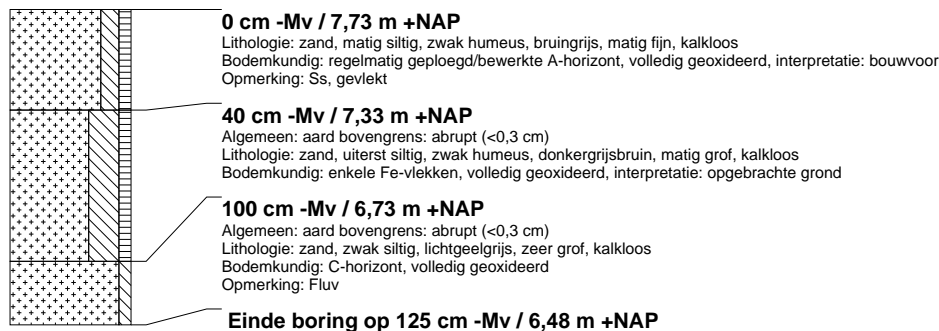 0 cm -Mv / 7,73 m +NAP
Lithologie: zand, matig siltig, zwak humeus, bruingrijs, matig fijn, kalkloos
Bodemkundig: regelmatig geploegd/bewerkte A-horizont, volledig geoxideerd, interpretatie: bouwvoor
Opmerking: Ss, gevlekt
40 cm -Mv / 7,33 m +NAP
Algemeen: aard bovengrens: abrupt (<0,3 cm)
Lithologie: zand, uiterst siltig, zwak humeus, donkergrijsbruin, matig grof, kalkloos
Bodemkundig: enkele Fe-vlekken, volledig geoxideerd, interpretatie: opgebrachte grond
100 cm -Mv / 6,73 m +NAP
Algemeen: aard bovengrens: abrupt (<0,3 cm)
Lithologie: zand, zwak siltig, lichtgeelgrijs, zeer grof, kalkloos
Bodemkundig: C-horizont, volledig geoxideerd
Opmerking: Fluv
Einde boring op 125 cm -Mv / 6,48 m +NAP